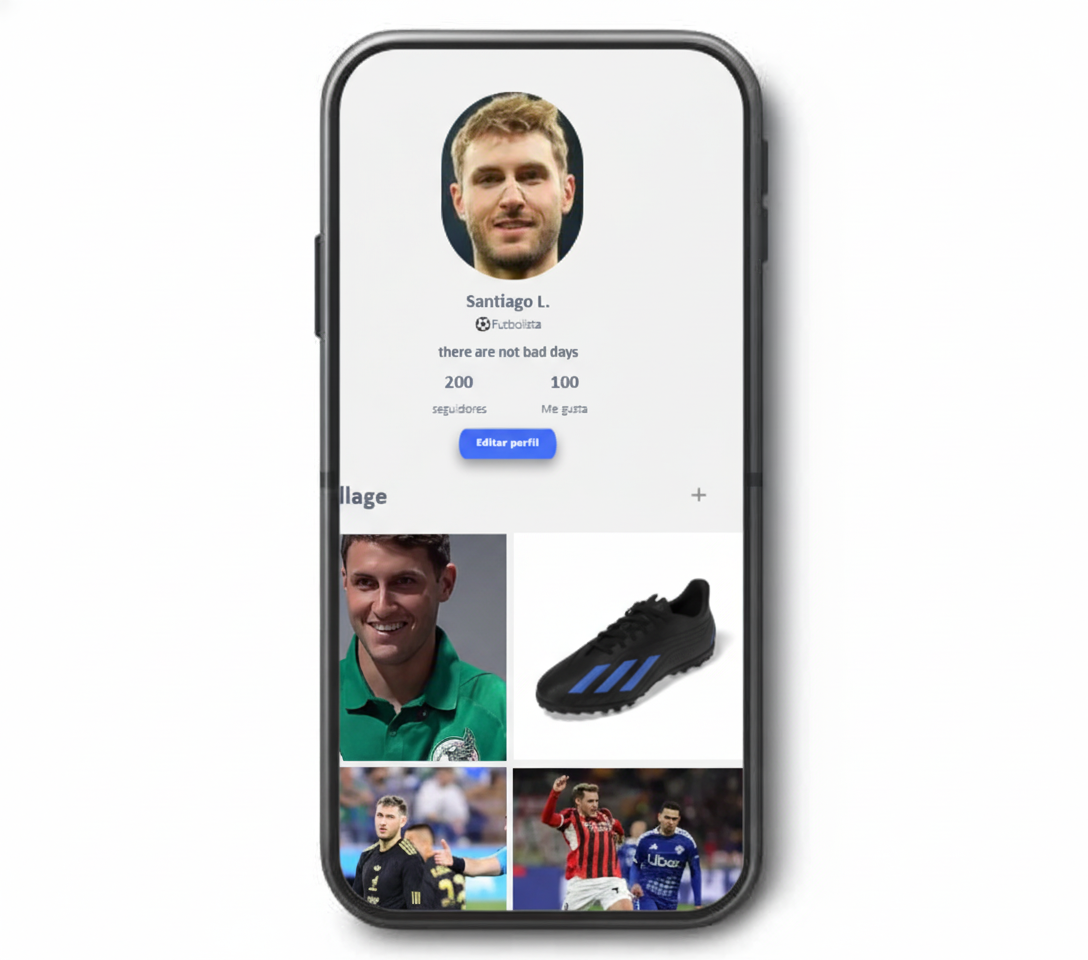 Santiago L.
Futbolista
there are not bad days
200 100
seguidores Me gusta
Editar perfil
llage
+
Uber